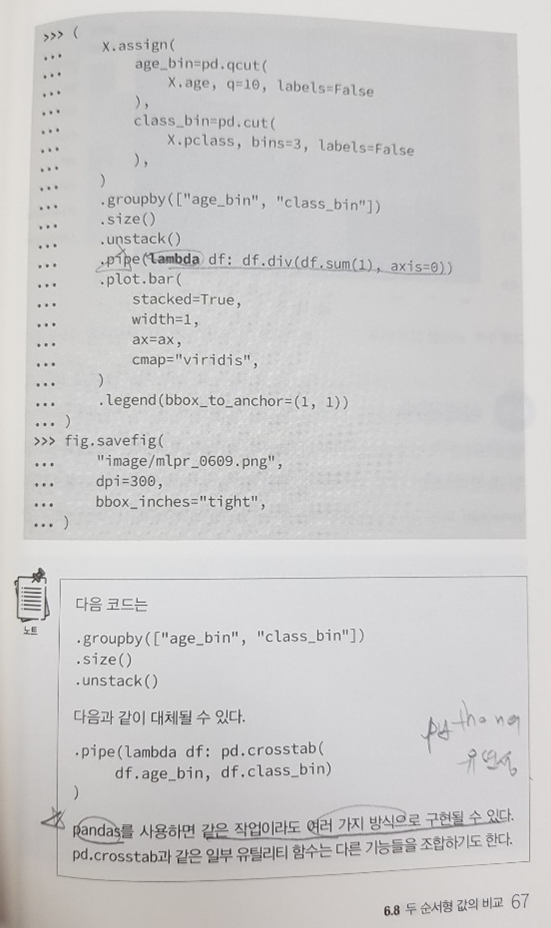 >>> (
...     X.assign(
...         age_bin=pd.qcut(
...             X.age, q=10, labels=False
...         ),
...         class_bin=pd.cut(
...             X.pclass, bins=3, labels=False
...         ),
...     )
...     .groupby(["age_bin", "class_bin"])
...     .size()
...     .unstack()
...     .pipe(lambda df: df.div(df.sum(1), axis=0))
...     .plot.bar(
...         stacked=True,
...         width=1,
...         ax=ax,
...         cmap="viridis",
...     )
...     .legend(bbox_to_anchor=(1, 1))
... )
>>> fig.savefig(
...     "image/mlpr_0609.png",
...     dpi=300,
...     bbox_inches="tight",
... )
노트
다음 코드는
.groupby(["age_bin", "class_bin"])
.size()
.unstack()
다음과 같이 대체될 수 있다.
.pipe(lambda df: pd.crosstab(
    df.age_bin, df.class_bin)
)
pythonの
유연성
pandas를 사용하면 같은 작업이라도 여러 가지 방식으로 구현될 수 있다.
pd.crosstab과 같은 일부 유틸리티 함수는 다른 기능들을 조합하기도 한다.
6.8 두 순서형 값의 비교 67